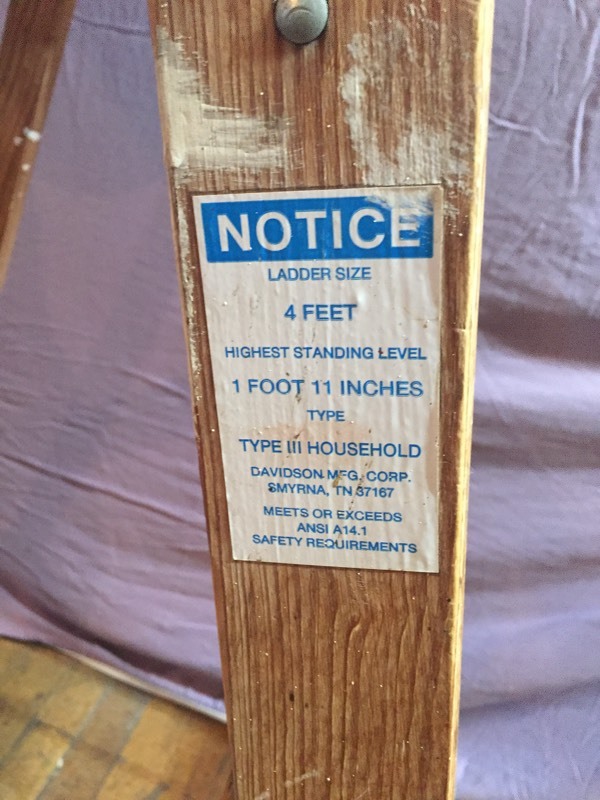 NOTICE
LADDER SIZE
4 FEET
HIGHEST STANDING LEVEL
1 FOOT 11 INCHES
TYPE
TYPE III HOUSEHOLD
DAVIDSON MFG. CORP.
SMYRNA, TN 37167
MEETS OR EXCEEDS
ANSI A14.1
SAFETY REQUIREMENTS